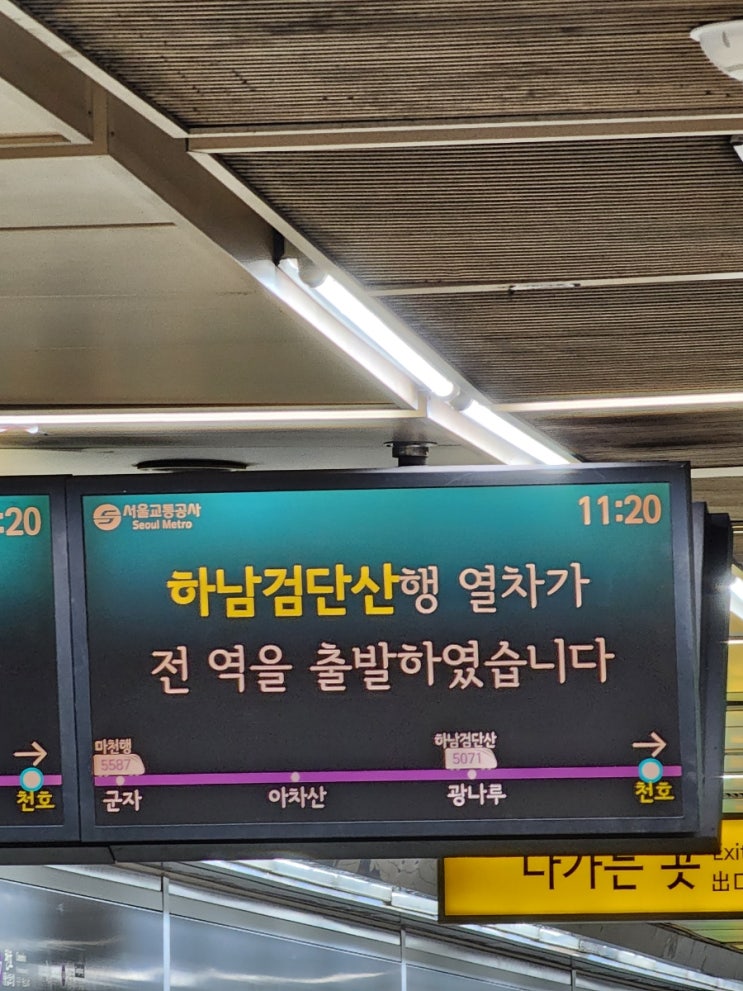 :20
서울교통공사
Seoul Metro
11:20
하남검단산행 열차가
전 역을 출발하였습니다
마천행
5587
하남검단산
5071
천호
군자
아차산
광나루
천호
나가는 곳
Exit